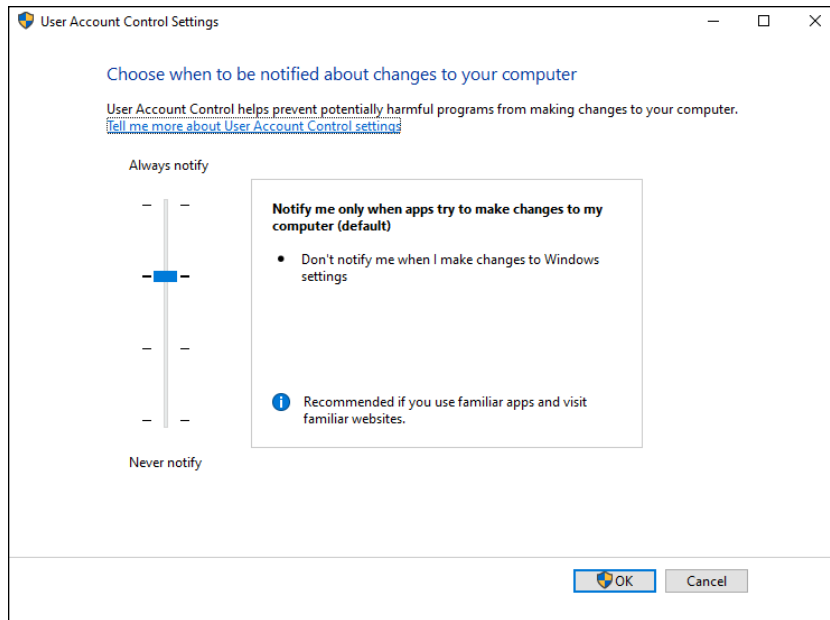 User Account Control Settings
Choose when to be notified about changes to your computer
User Account Control helps prevent potentially harmful programs from making changes to your computer.
Tell me more about User Account Control settings
Always notify
Notify me only when apps try to make changes to my
computer (default)
• Don't notify me when I make changes to Windows
settings
Recommended if you use familiar apps and visit
familiar websites.
Never notify
OK
Cancel